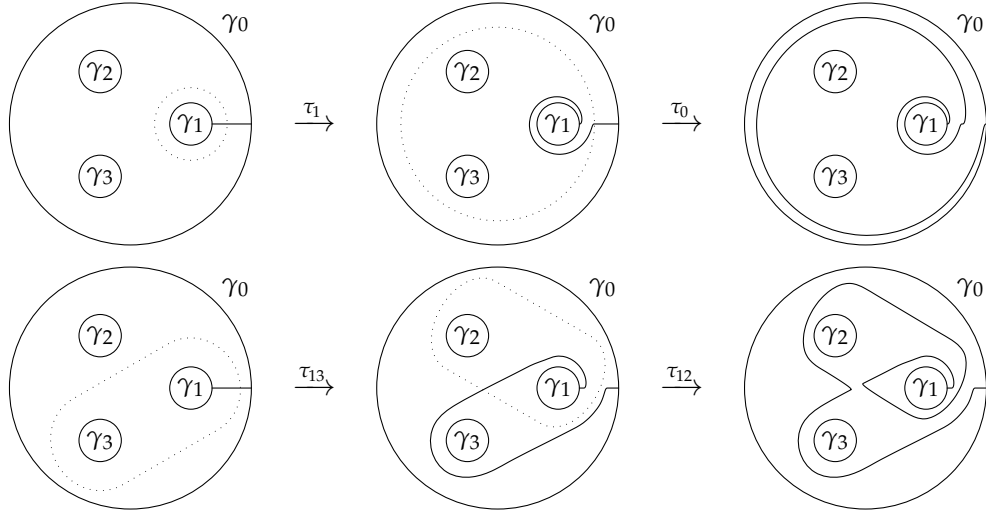 γ₀ γ₀ γ₀
γ₂ γ₂ γ₂
γ₁ τ₁ γ₁ τ₀ γ₁
γ₃ γ₃ γ₃
γ₀ γ₀ γ₀
γ₂ γ₂ γ₂
γ₁ τ₁₃ γ₁ τ₁₂ γ₁
γ₃ γ₃ γ₃